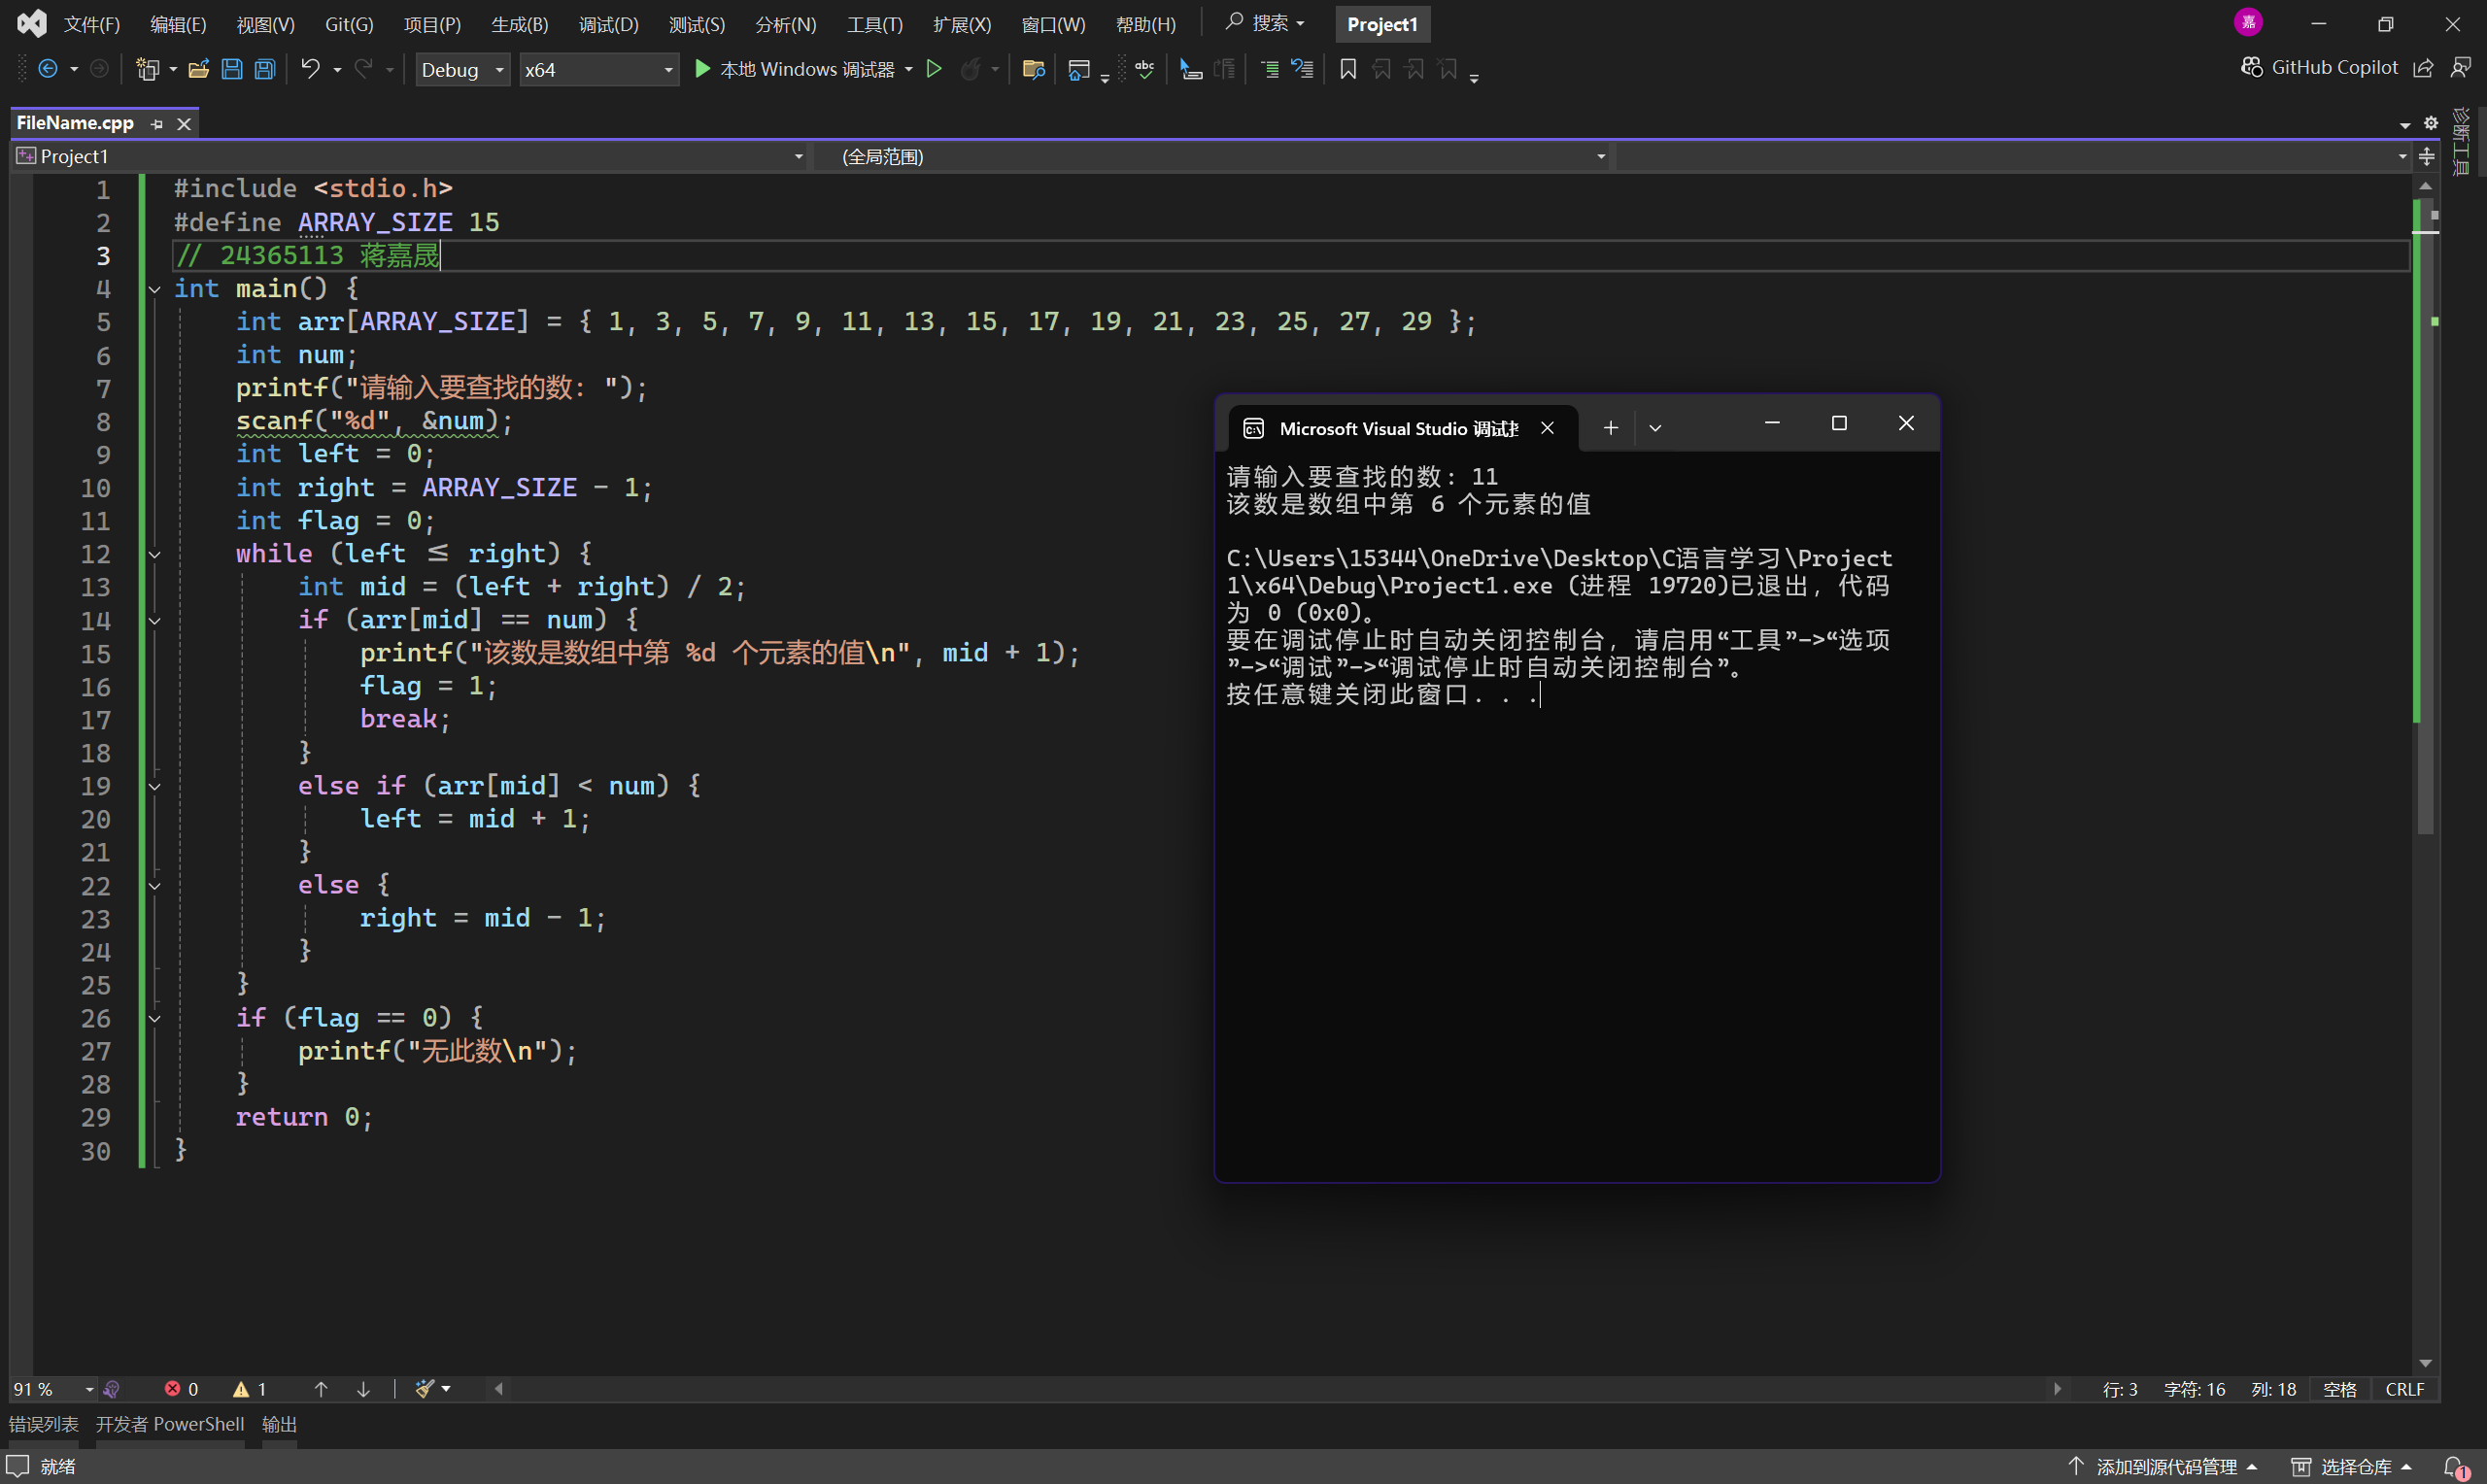 文件(F) 编辑(E) 视图(V) Git(G) 项目(P) 生成(B) 调试(D) 测试(S) 分析(N) 工具(T) 扩展(X) 窗口(W) 帮助(H) 搜索 Project1 嘉
Debug x64 本地 Windows 调试器 abc GitHub Copilot
FileName.cpp
诊断工具
Project1 (全局范围)
1 #include <stdio.h>
2 #define ARRAY_SIZE 15
3 // 24365113 蒋嘉晟
4 int main() {
5 int arr[ARRAY_SIZE] = { 1, 3, 5, 7, 9, 11, 13, 15, 17, 19, 21, 23, 25, 27, 29 };
6 int num;
7 printf("请输入要查找的数: ");
8 scanf("%d", &num);
9 int left = 0;
10 int right = ARRAY_SIZE - 1;
11 int flag = 0;
12 while (left ≤ right) {
13 int mid = (left + right) / 2;
14 if (arr[mid] == num) {
15 printf("该数是数组中第 %d 个元素的值\n", mid + 1);
16 flag = 1;
17 break;
18 }
19 else if (arr[mid] < num) {
20 left = mid + 1;
21 }
22 else {
23 right = mid - 1;
24 }
25 }
26 if (flag == 0) {
27 printf("无此数\n");
28 }
29 return 0;
30 }
Microsoft Visual Studio 调试
请输入要查找的数: 11
该数是数组中第 6 个元素的值
C:\Users\15344\OneDrive\Desktop\C语言学习\Project
1\x64\Debug\Project1.exe (进程 19720)已退出，代码
为 0 (0x0)。
要在调试停止时自动关闭控制台，请启用“工具”->“选项
”->“调试”->“调试停止时自动关闭控制台”。
按任意键关闭此窗口. . .
91 % 0 1 行: 3 字符: 16 列: 18 空格 CRLF
错误列表 开发者 PowerShell 输出
就绪 添加到源代码管理 选择仓库 1